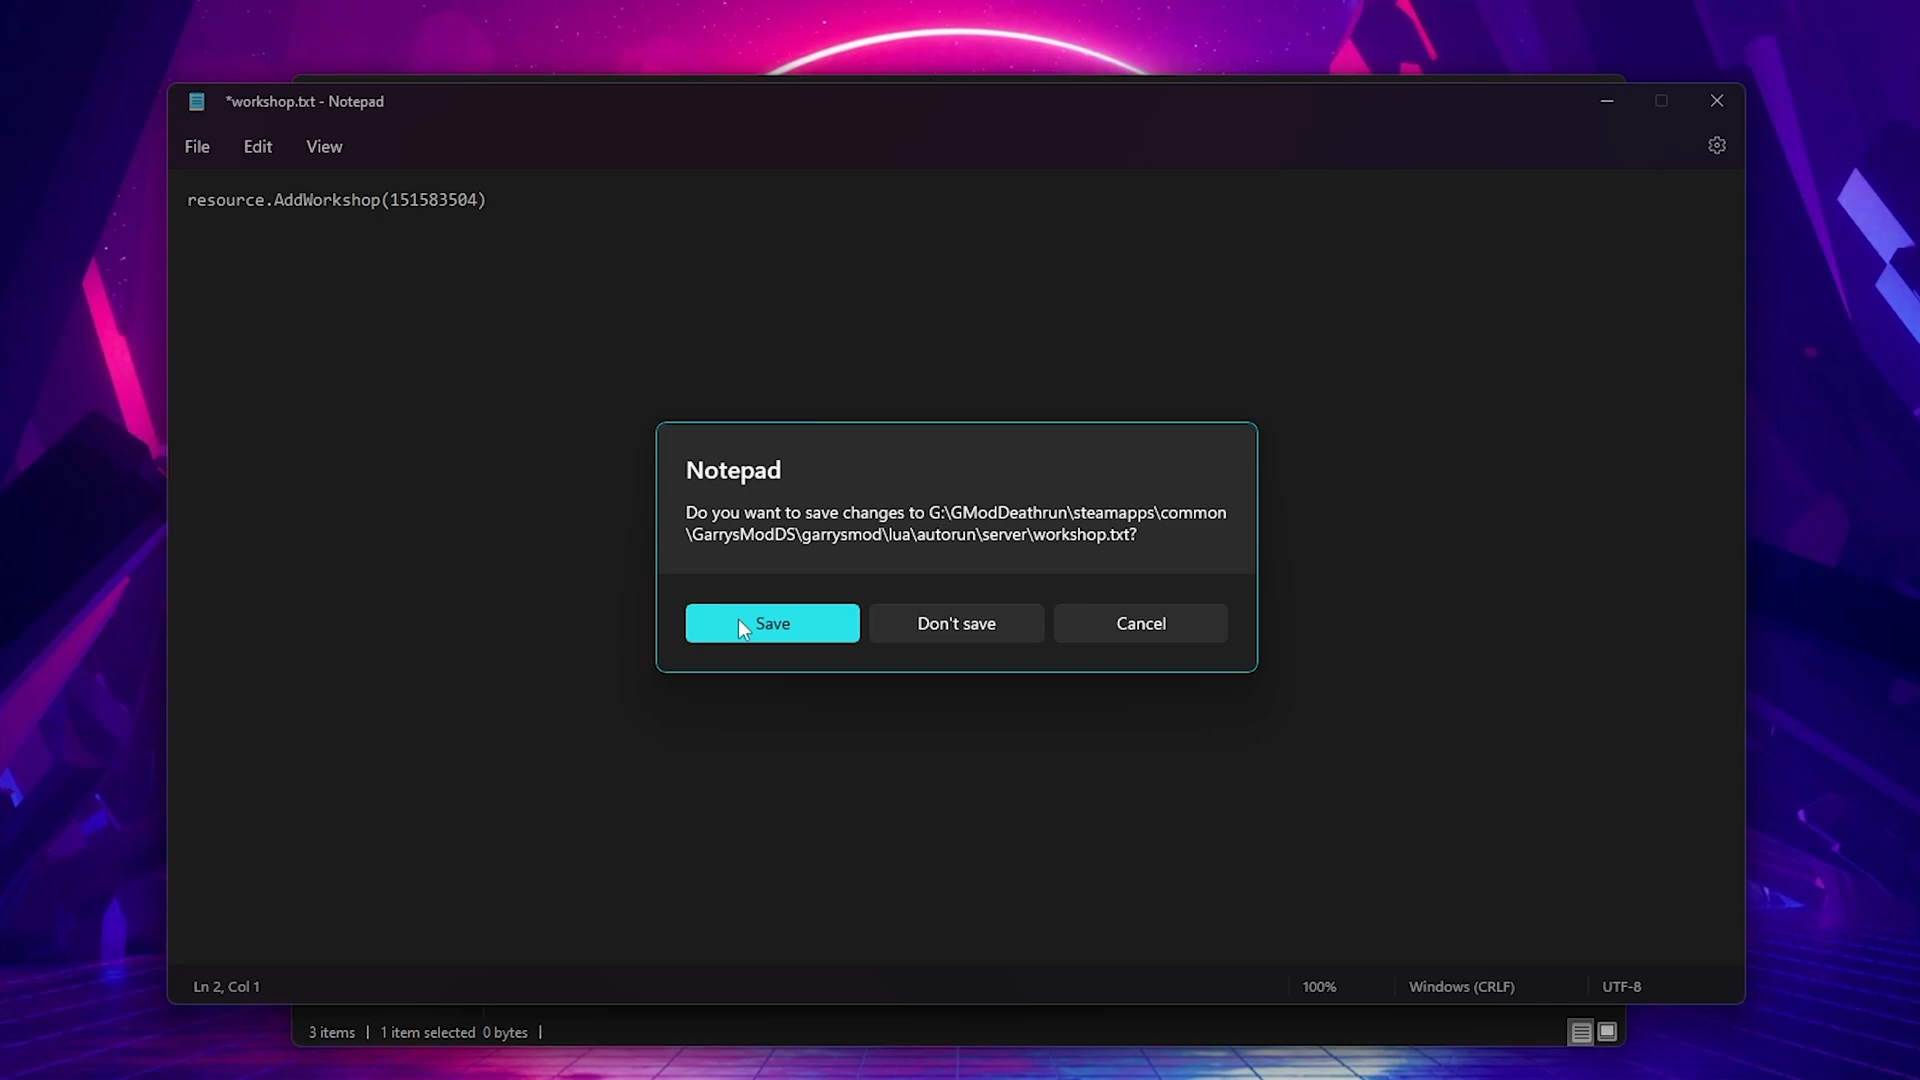 *workshop.txt - Notepad
File Edit View
resource.AddWorkshop(151583504)
Notepad
Do you want to save changes to G:\GModDeathrun\steamapps\common
\GarrysModDS\garrysmod\lua\autorun\server\workshop.txt?
Save Don't save Cancel
Ln 2, Col 1 100% Windows (CRLF) UTF-8
3 items | 1 item selected 0 bytes |